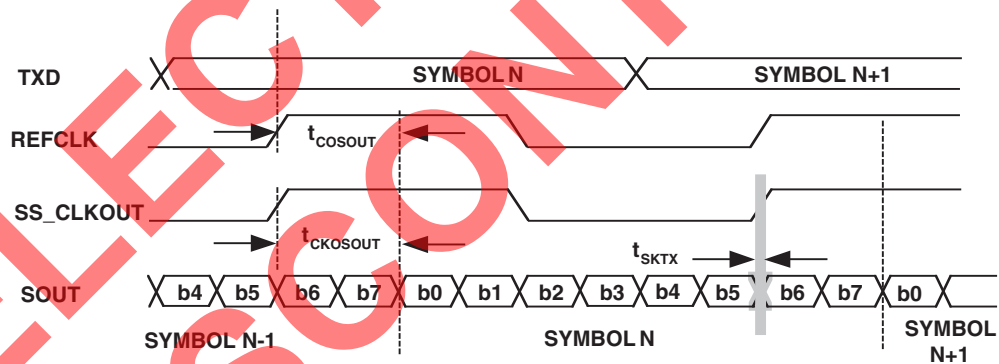 TXD
SYMBOL N
SYMBOL N+1
REFCLK
tCOSOUT
SS_CLKOUT
tCKOSOUT
tSKTX
SOUT
b4 b5 b6 b7 b0 b1 b2 b3 b4 b5 b6 b7 b0
SYMBOL N-1
SYMBOL N
SYMBOL
N+1